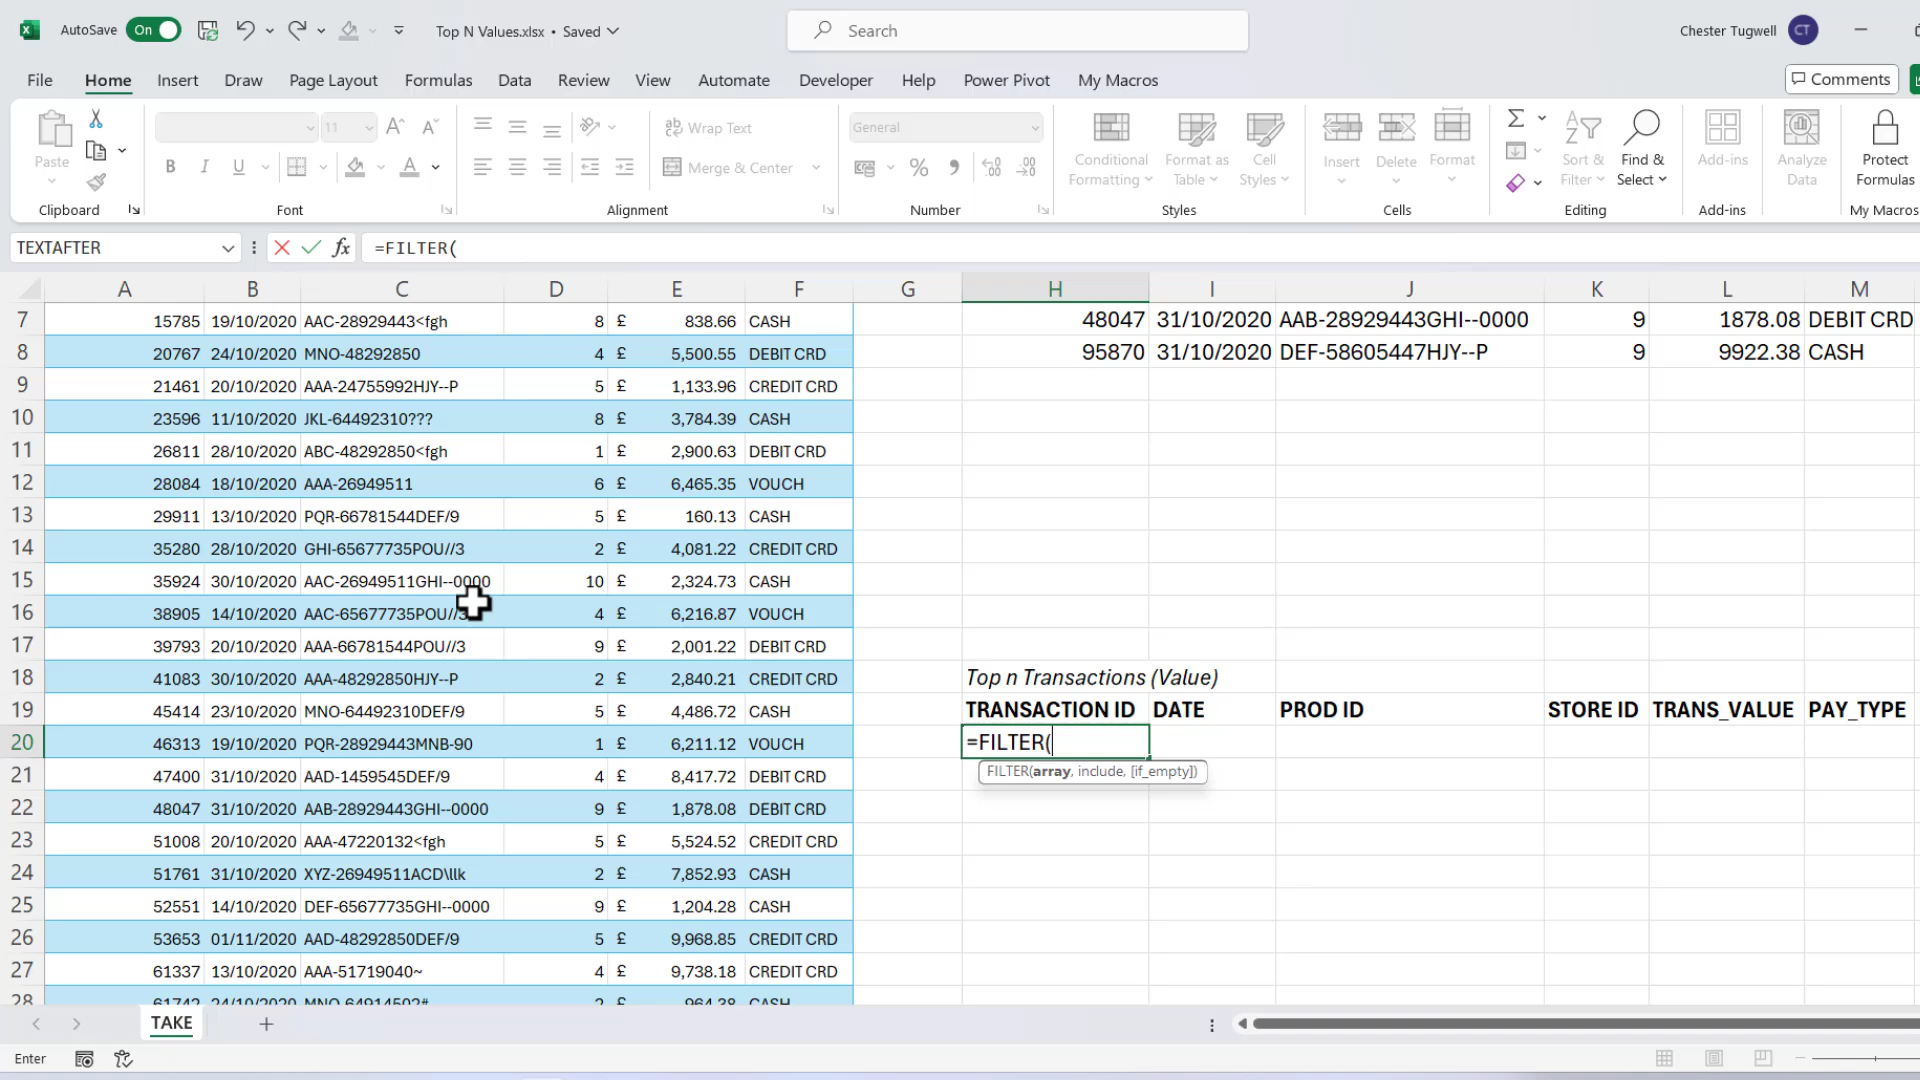 AutoSave On Top N Values.xlsx • Saved Search Chester Tugwell CT
File Home Insert Draw Page Layout Formulas Data Review View Automate Developer Help Power Pivot My Macros Comments
Paste 11 B I U Wrap Text Merge & Center General % Conditional Formatting Format as Table Cell Styles Insert Delete Format Sort & Filter Find & Select Add-ins Analyze Data Protect Formulas
Clipboard Font Alignment Number Styles Cells Editing Add-ins My Macros
TEXTAFTER fx =FILTER(
A B C D E F G H I J K L M
7 15785 19/10/2020 AAC-28929443<fgh 8 £ 838.66 CASH 48047 31/10/2020 AAB-28929443GHI--0000 9 1878.08 DEBIT CRD
8 20767 24/10/2020 MNO-48292850 4 £ 5,500.55 DEBIT CRD 95870 31/10/2020 DEF-58605447HJY--P 9 9922.38 CASH
9 21461 20/10/2020 AAA-24755992HJY--P 5 £ 1,133.96 CREDIT CRD
10 23596 11/10/2020 JKL-64492310??? 8 £ 3,784.39 CASH
11 26811 28/10/2020 ABC-48292850<fgh 1 £ 2,900.63 DEBIT CRD
12 28084 18/10/2020 AAA-26949511 6 £ 6,465.35 VOUCH
13 29911 13/10/2020 PQR-66781544DEF/9 5 £ 160.13 CASH
14 35280 28/10/2020 GHI-65677735POU//3 2 £ 4,081.22 CREDIT CRD
15 35924 30/10/2020 AAC-26949511GHI--0000 10 £ 2,324.73 CASH
16 38905 14/10/2020 AAC-65677735POU//3 4 £ 6,216.87 VOUCH
17 39793 20/10/2020 AAA-66781544POU//3 9 £ 2,001.22 DEBIT CRD
18 41083 30/10/2020 AAA-48292850HJY--P 2 £ 2,840.21 CREDIT CRD Top n Transactions (Value)
19 45414 23/10/2020 MNO-64492310DEF/9 5 £ 4,486.72 CASH TRANSACTION ID DATE PROD ID STORE ID TRANS_VALUE PAY_TYPE
20 46313 19/10/2020 PQR-28929443MNB-90 1 £ 6,211.12 VOUCH =FILTER(
21 47400 31/10/2020 AAD-1459545DEF/9 4 £ 8,417.72 DEBIT CRD FILTER(array, include, [if_empty])
22 48047 31/10/2020 AAB-28929443GHI--0000 9 £ 1,878.08 DEBIT CRD
23 51008 20/10/2020 AAA-47220132<fgh 5 £ 5,524.52 CREDIT CRD
24 51761 31/10/2020 XYZ-26949511ACD\llk 2 £ 7,852.93 CASH
25 52551 14/10/2020 DEF-65677735GHI--0000 9 £ 1,204.28 CASH
26 53653 01/11/2020 AAD-48292850DEF/9 5 £ 9,968.85 CREDIT CRD
27 61337 13/10/2020 AAA-51719040~ 4 £ 9,738.18 CREDIT CRD
28 61742 24/10/2020 MNO-64914502# 2 £ 964.38 CASH
TAKE
Enter